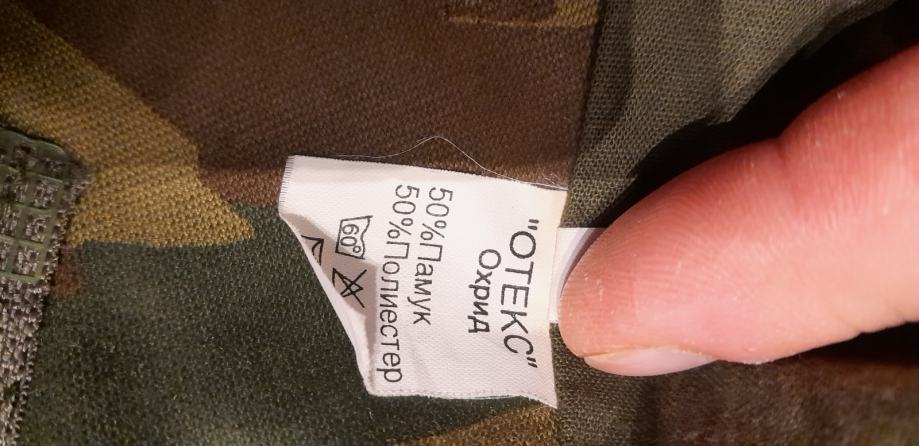 "ОТЕКС"
Охрид
50%Памук
50%Полиестер
60°